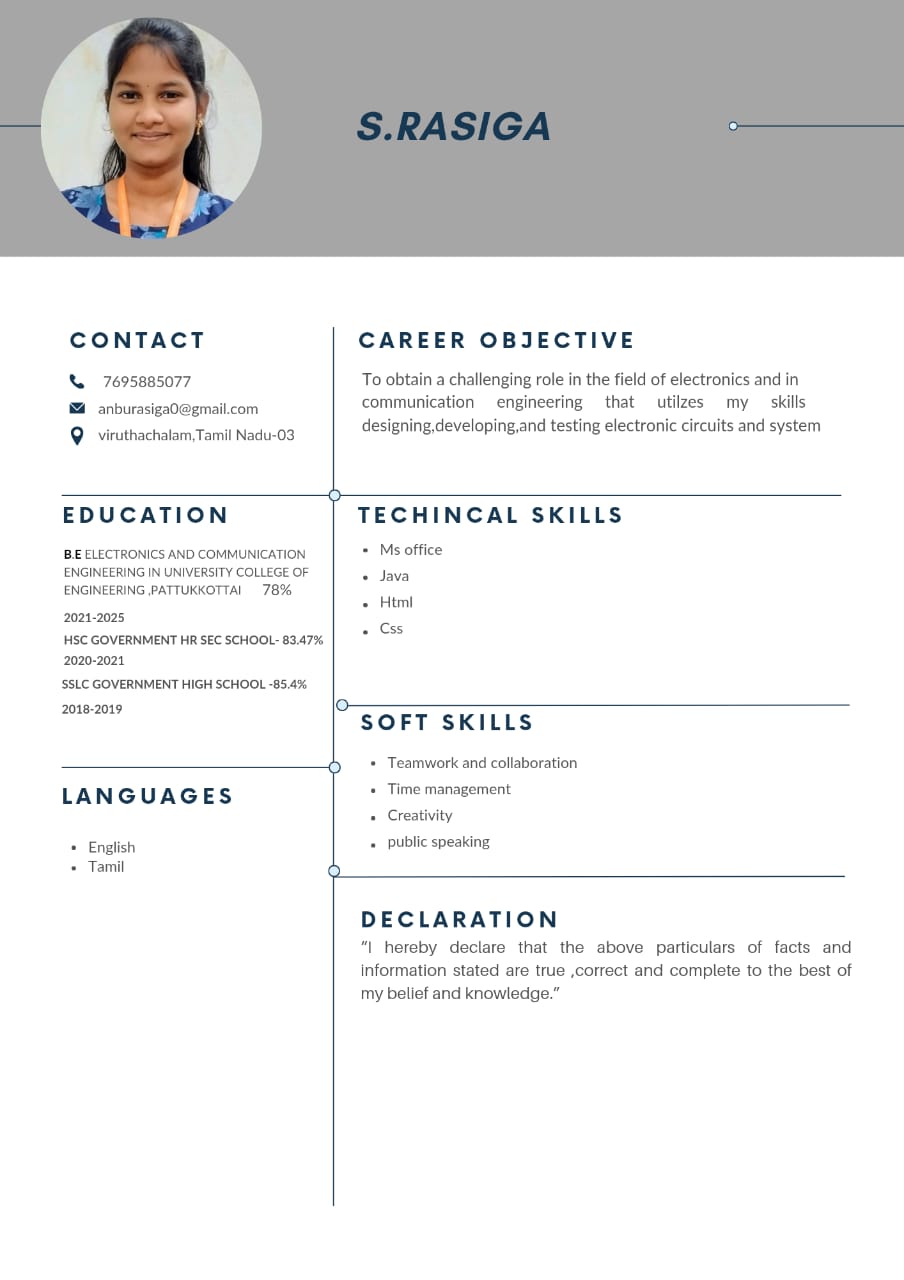 S.RASIGA
CONTACT
7695885077
anburasiga0@gmail.com
viruthachalam,Tamil Nadu-03
EDUCATION
B.E ELECTRONICS AND COMMUNICATION
ENGINEERING IN UNIVERSITY COLLEGE OF
ENGINEERING ,PATTUKKOTTAI 78%
2021-2025
HSC GOVERNMENT HR SEC SCHOOL- 83.47%
2020-2021
SSLC GOVERNMENT HIGH SCHOOL -85.4%
2018-2019
LANGUAGES
• English
• Tamil
CAREER OBJECTIVE
To obtain a challenging role in the field of electronics and in
communication engineering that utilzes my skills
designing,developing,and testing electronic circuits and system
TECHINCAL SKILLS
• Ms office
• Java
• Html
• Css
SOFT SKILLS
• Teamwork and collaboration
• Time management
• Creativity
• public speaking
DECLARATION
“I hereby declare that the above particulars of facts and
information stated are true ,correct and complete to the best of
my belief and knowledge.”